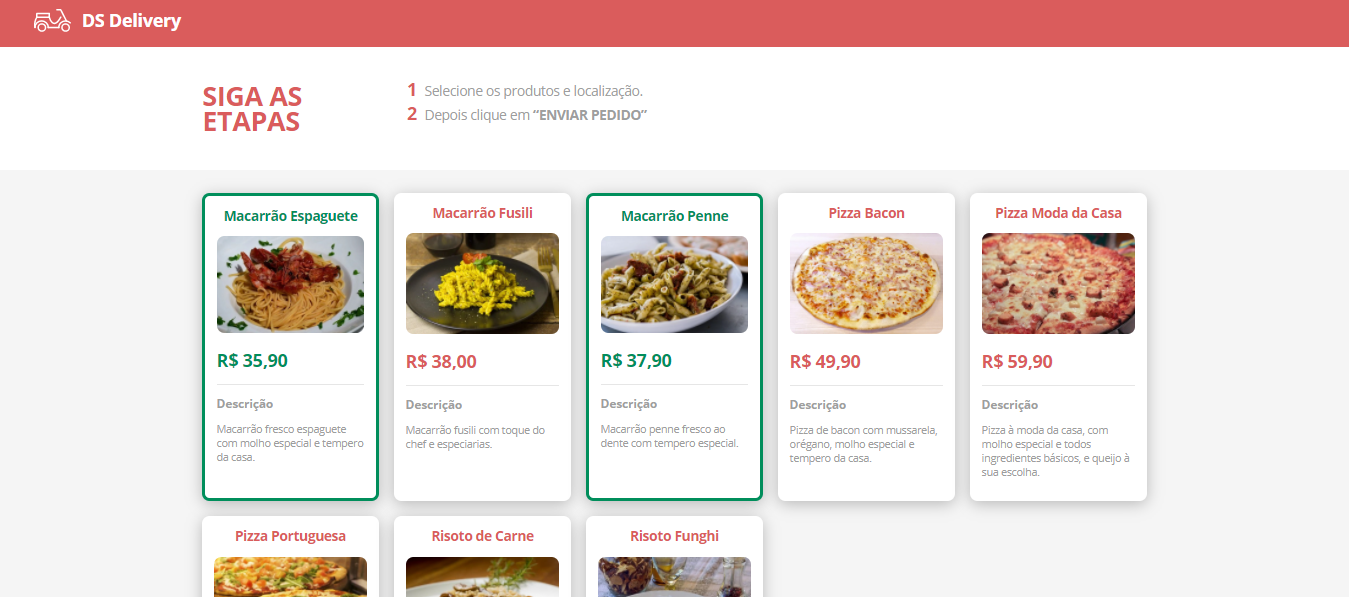 DS Delivery
SIGA AS
ETAPAS
1 Selecione os produtos e localização.
2 Depois clique em “ENVIAR PEDIDO”
Macarrão Espaguete
R$ 35,90
Descrição
Macarrão fresco espaguete
com molho especial e tempero
da casa.
Macarrão Fusili
R$ 38,00
Descrição
Macarrão fusili com toque do
chef e especiarias.
Macarrão Penne
R$ 37,90
Descrição
Macarrão penne fresco ao
dente com tempero especial.
Pizza Bacon
R$ 49,90
Descrição
Pizza de bacon com mussarela,
orégano, molho especial e
tempero da casa.
Pizza Moda da Casa
R$ 59,90
Descrição
Pizza à moda da casa, com
molho especial e todos
ingredientes básicos, e queijo à
sua escolha.
Pizza Portuguesa
Risoto de Carne
Risoto Funghi